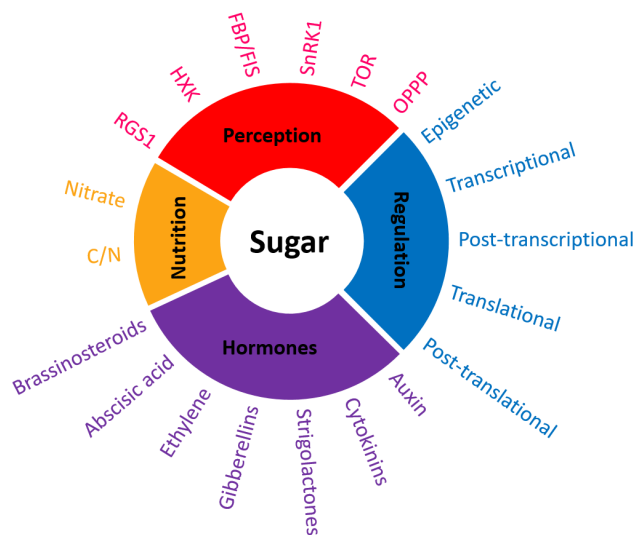 RGS1
HXK
FBP/FIS
SnRK1
TOR
OPPP
Perception
Epigenetic
Transcriptional
Post-transcriptional
Translational
Post-translational
Regulation
Nitrate
C/N
Nutrition
Sugar
Hormones
Brassinosteroids
Abscisic acid
Ethylene
Gibberellins
Strigolactones
Cytokinins
Auxin